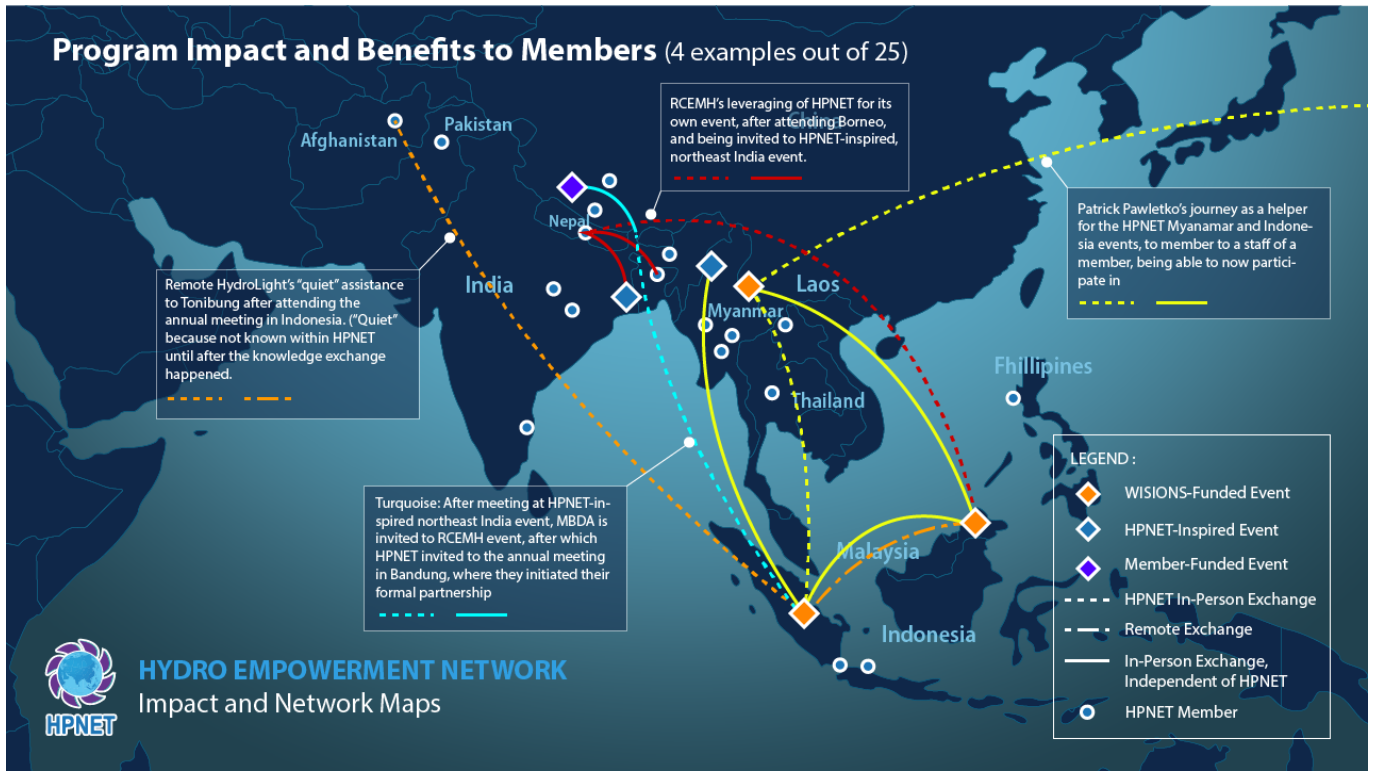 Program Impact and Benefits to Members (4 examples out of 25)
RCEMH's leveraging of HPNET for its
own event, after attending Borneo,
and being invited to HPNET-inspired,
northeast India event.
China
Afghanistan
Pakistan
Nepal
India
Laos
Myanmar
Thailand
Fhillipines
Malaysia
Indonesia
Patrick Pawletko's journey as a helper
for the HPNET Myanamar and Indone-
sia events, to member to a staff of a
member, being able to now partici-
pate in
Remote HydroLight's "quiet" assistance
to Tonibung after attending the
annual meeting in Indonesia. ("Quiet"
because not known within HPNET
until after the knowledge exchange
happened.
Turquoise: After meeting at HPNET-in-
spired northeast India event, MBDA is
invited to RCEMH event, after which
HPNET invited to the annual meeting
in Bandung, where they initiated their
formal partnership
LEGEND :
WISIONS-Funded Event
HPNET-Inspired Event
Member-Funded Event
HPNET In-Person Exchange
Remote Exchange
In-Person Exchange,
Independent of HPNET
HPNET Member
HPNET
HYDRO EMPOWERMENT NETWORK
Impact and Network Maps